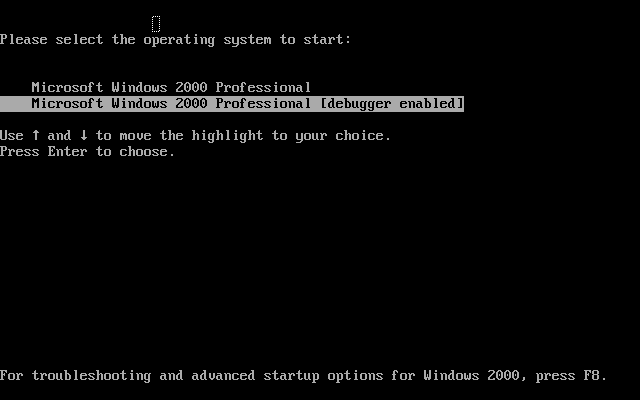 Please select the operating system to start:
Microsoft Windows 2000 Professional
Microsoft Windows 2000 Professional [debugger enabled]
Use ↑ and ↓ to move the highlight to your choice.
Press Enter to choose.
For troubleshooting and advanced startup options for Windows 2000, press F8.